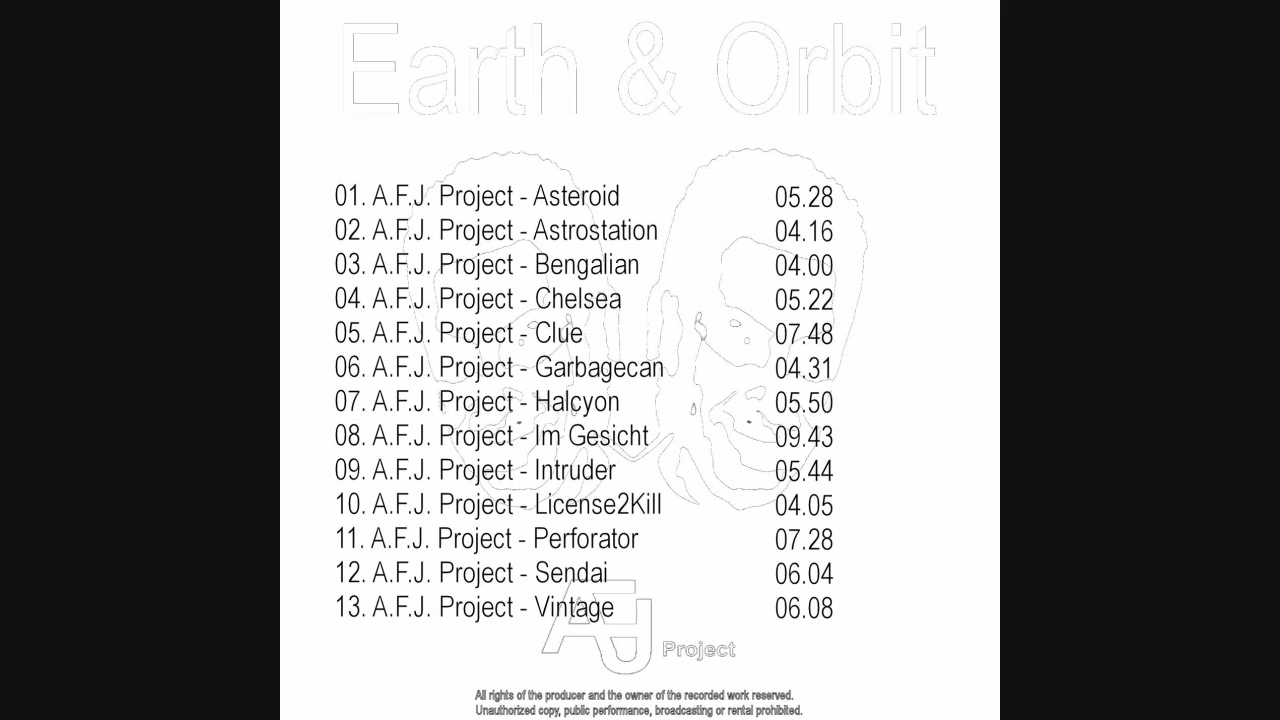 Earth & Orbit
01. A.F.J. Project - Asteroid 05.28
02. A.F.J. Project - Astrostation 04.16
03. A.F.J. Project - Bengalian 04.00
04. A.F.J. Project - Chelsea 05.22
05. A.F.J. Project - Clue 07.48
06. A.F.J. Project - Garbagecan 04.31
07. A.F.J. Project - Halcyon 05.50
08. A.F.J. Project - Im Gesicht 09.43
09. A.F.J. Project - Intruder 05.44
10. A.F.J. Project - License2Kill 04.05
11. A.F.J. Project - Perforator 07.28
12. A.F.J. Project - Sendai 06.04
13. A.F.J. Project - Vintage 06.08
AFJ Project
All rights of the producer and the owner of the recorded work reserved.
Unauthorized copy, public performance, broadcasting or rental prohibited.